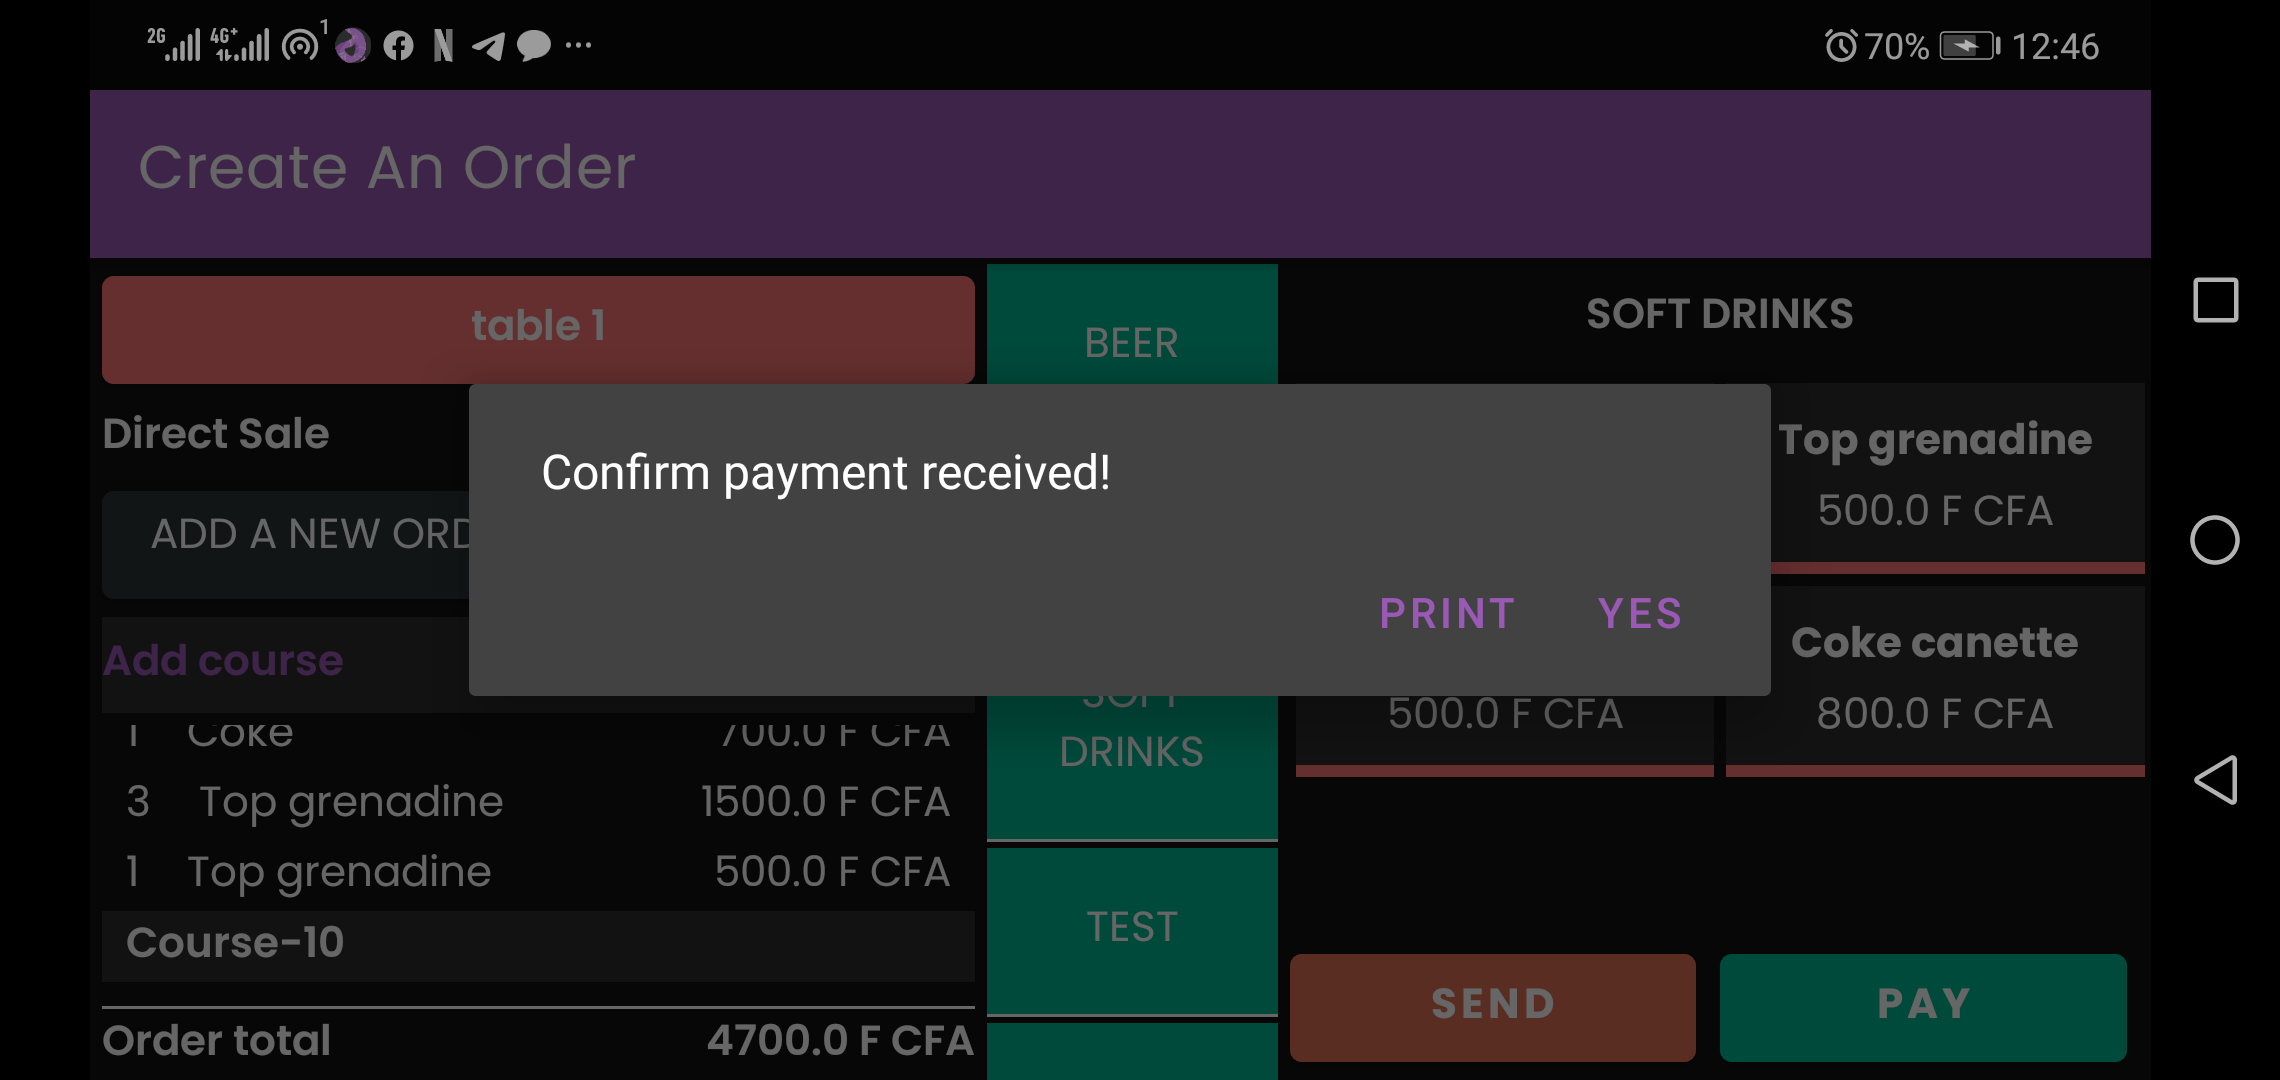 2G 4G+ 1 ... 70% 12:46
Create An Order
table 1
Direct Sale
ADD A NEW ORD
Add course
1 Coke 700.0 F CFA
3 Top grenadine 1500.0 F CFA
1 Top grenadine 500.0 F CFA
Course-10
Order total 4700.0 F CFA
BEER
SOFT
DRINKS
TEST
SOFT DRINKS
Top grenadine
500.0 F CFA
500.0 F CFA
Coke canette
800.0 F CFA
SEND
PAY
Confirm payment received!
PRINT YES